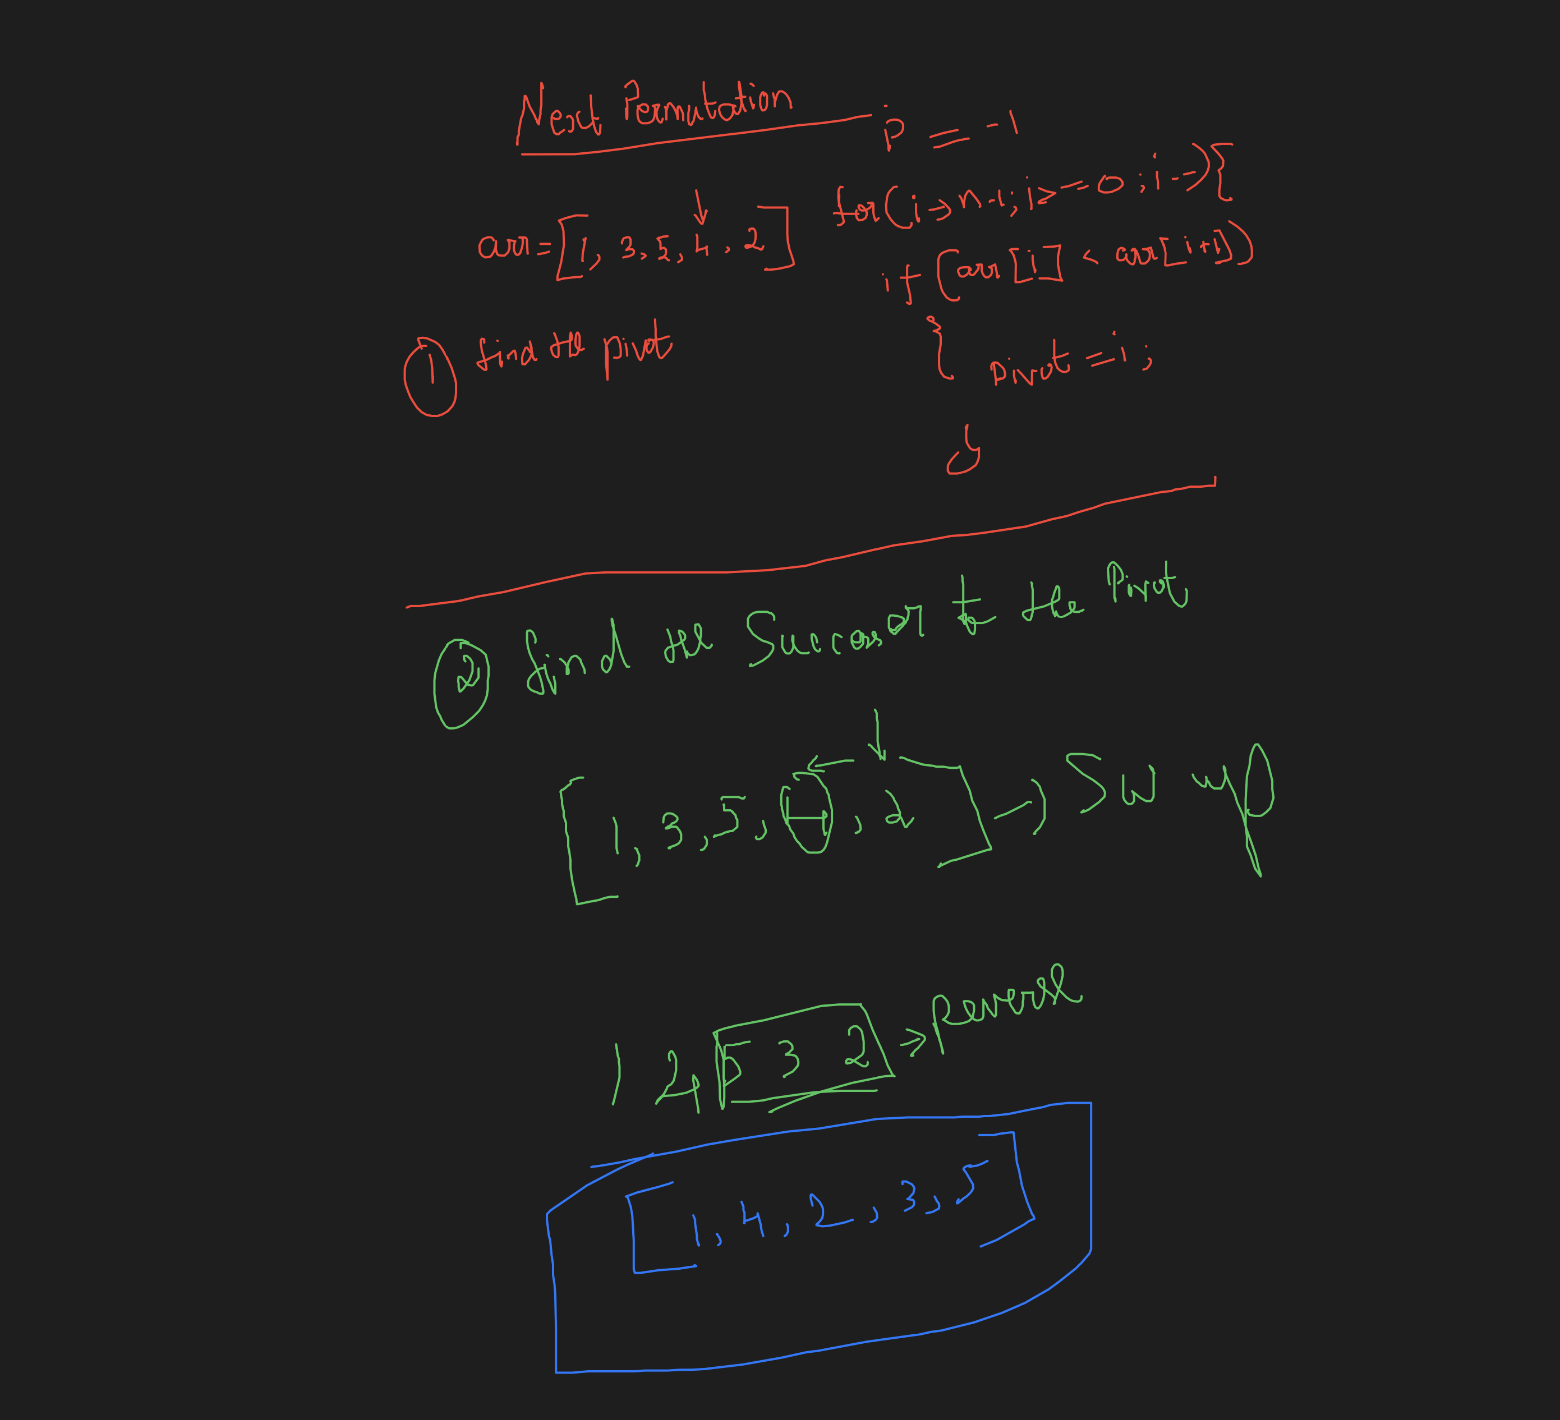 Next Permutation
p = -1
arr = [1, 3, 5, 4, 2]
for(i→n-1; i>=0; i--){
if (arr[i] < arr[i+1])
{ pivot = i;
}
1 find the pivot
2 find the Successor to the Pivot
[1, 3, 5, 4, 2] → Swap
1 4 5 3 2 → Reverse
[1, 4, 2, 3, 5]